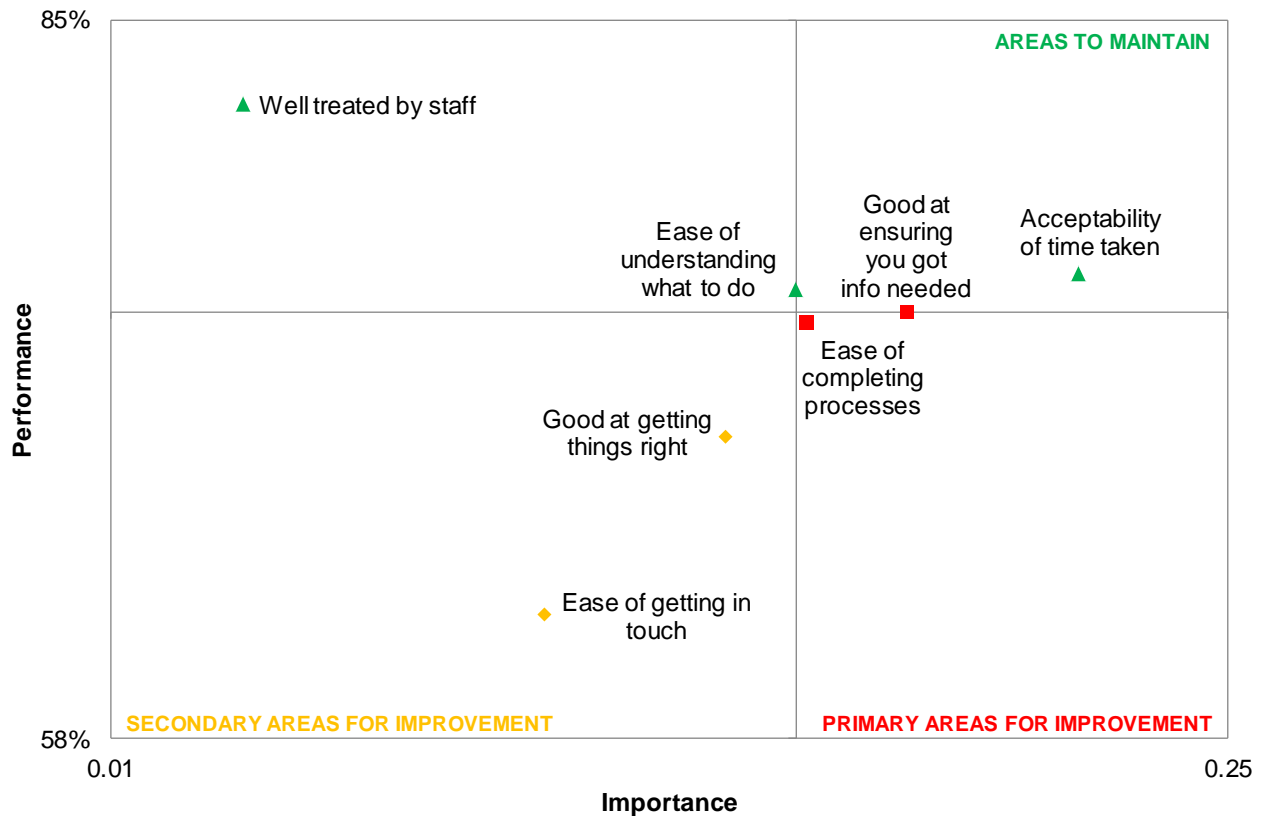 85%
AREAS TO MAINTAIN
Well treated by staff
Ease of
understanding
what to do
Good at
ensuring
you got
info needed
Acceptability
of time taken
Ease of
completing
processes
Performance
Good at getting
things right
Ease of getting in
touch
SECONDARY AREAS FOR IMPROVEMENT
PRIMARY AREAS FOR IMPROVEMENT
58%
0.01
0.25
Importance